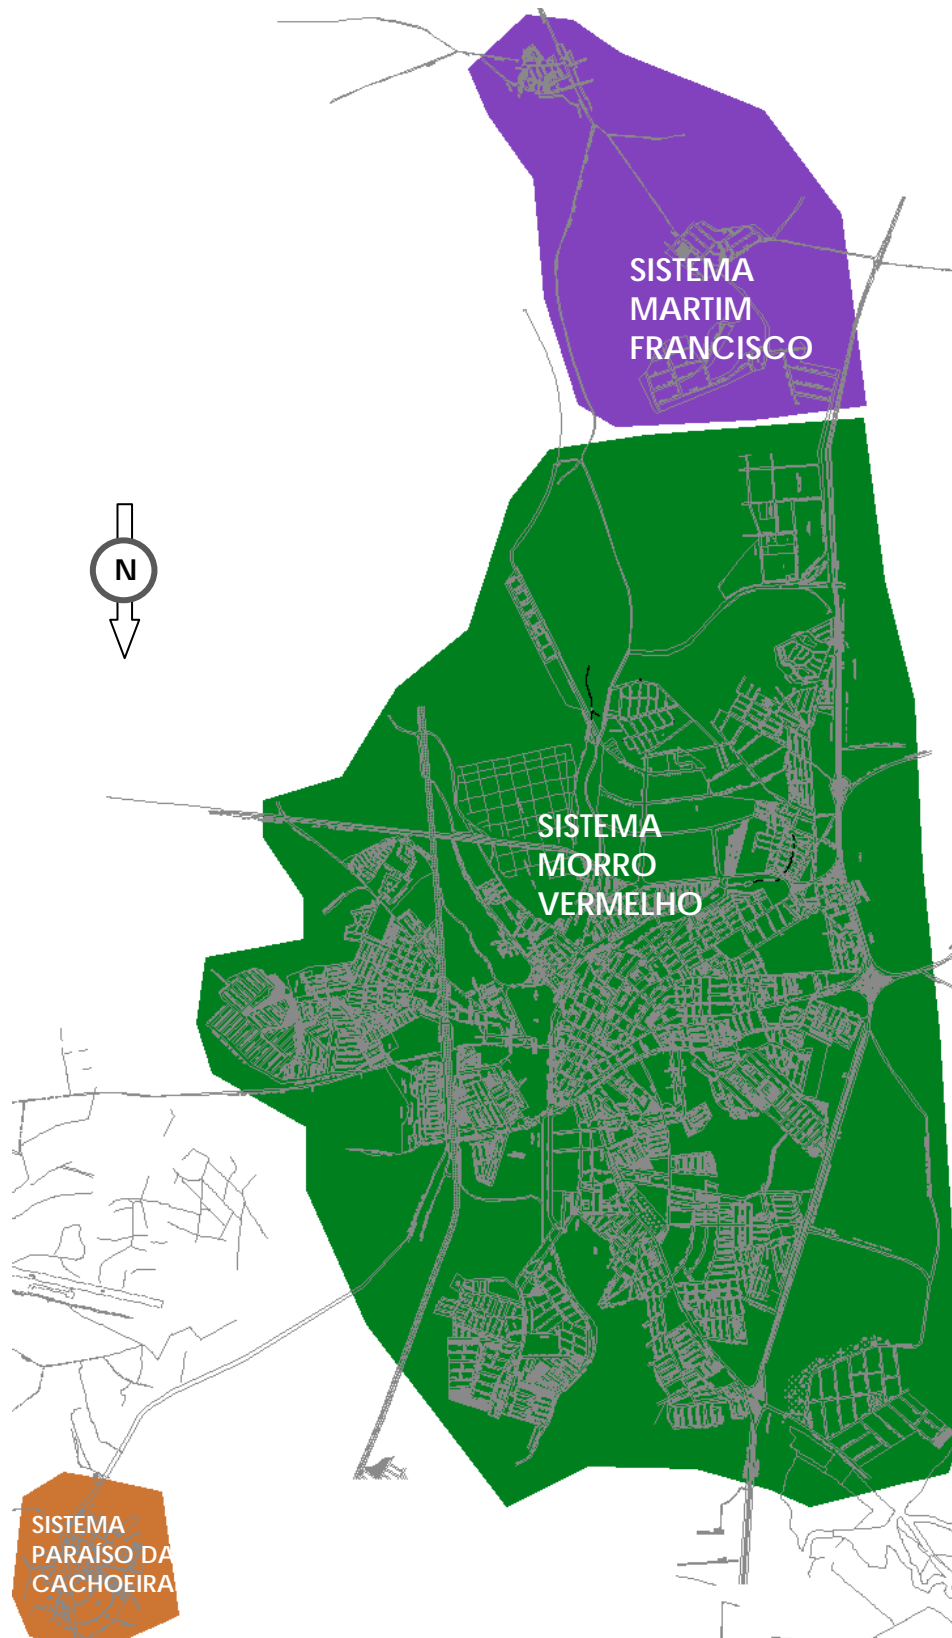 SISTEMA
MARTIM
FRANCISCO
N
SISTEMA
MORRO
VERMELHO
SISTEMA
PARAÍSO DA
CACHOEIRA